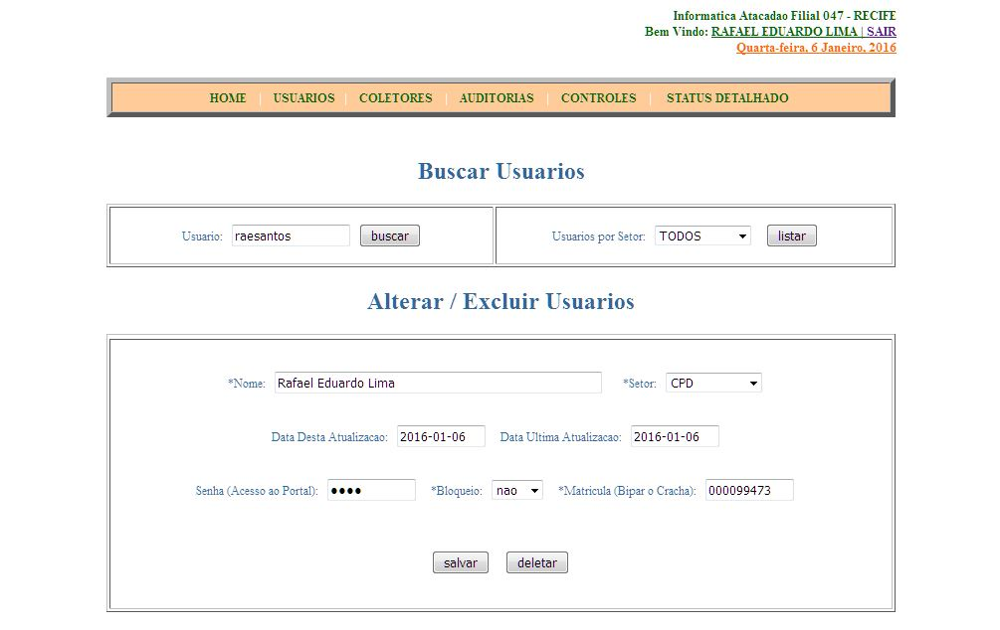 Informatica Atacadao Filial 047 - RECIFE
Bem Vindo: RAFAEL EDUARDO LIMA | SAIR
Quarta-feira, 6 Janeiro, 2016
HOME | USUARIOS | COLETORES | AUDITORIAS | CONTROLES | STATUS DETALHADO
Buscar Usuarios
Usuario: raesantos buscar Usuarios por Setor: TODOS listar
Alterar / Excluir Usuarios
*Nome: Rafael Eduardo Lima *Setor: CPD
Data Desta Atualizacao: 2016-01-06 Data Ultima Atualizacao: 2016-01-06
Senha (Acesso ao Portal): ●●●● *Bloqueio: nao *Matricula (Bipar o Cracha): 000099473
salvar deletar